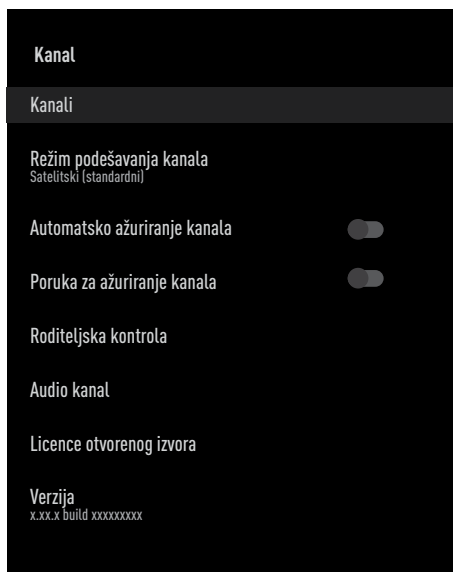 Kanal
Kanali
Režim podešavanja kanala
Satelitski (standardni)
Automatsko ažuriranje kanala
Poruka za ažuriranje kanala
Roditeljska kontrola
Audio kanal
Licence otvorenog izvora
Verzija
x.xx.x build xxxxxxxxx